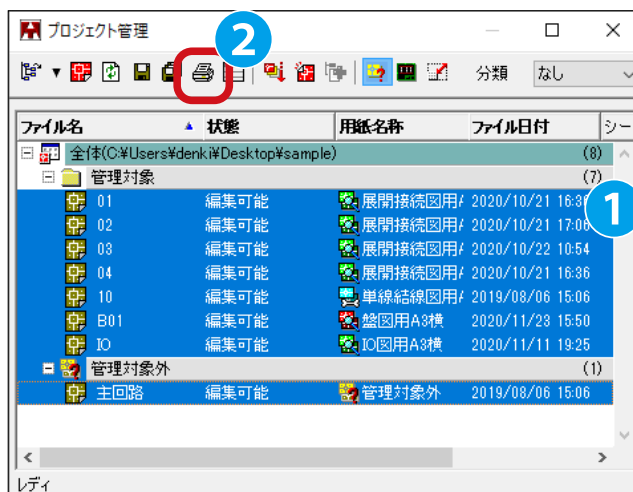 プロジェクト管理
2
分類 なし
ファイル名 状態 用紙名称 ファイル日付 シー
全体(C:¥Users¥denki¥Desktop¥sample) (8)
管理対象 (7)
01 編集可能 展開接続図用A 2020/10/21 16:36
1
02 編集可能 展開接続図用A 2020/10/21 17:06
03 編集可能 展開接続図用A 2020/10/22 10:54
04 編集可能 展開接続図用A 2020/10/21 16:36
10 編集可能 単線結線図用A 2019/08/06 15:06
B01 編集可能 盤図用A3横 2020/11/23 15:50
IO 編集可能 IO図用A3横 2020/11/11 19:25
管理対象外 (1)
主回路 編集可能 管理対象外 2019/08/06 15:06
レディ